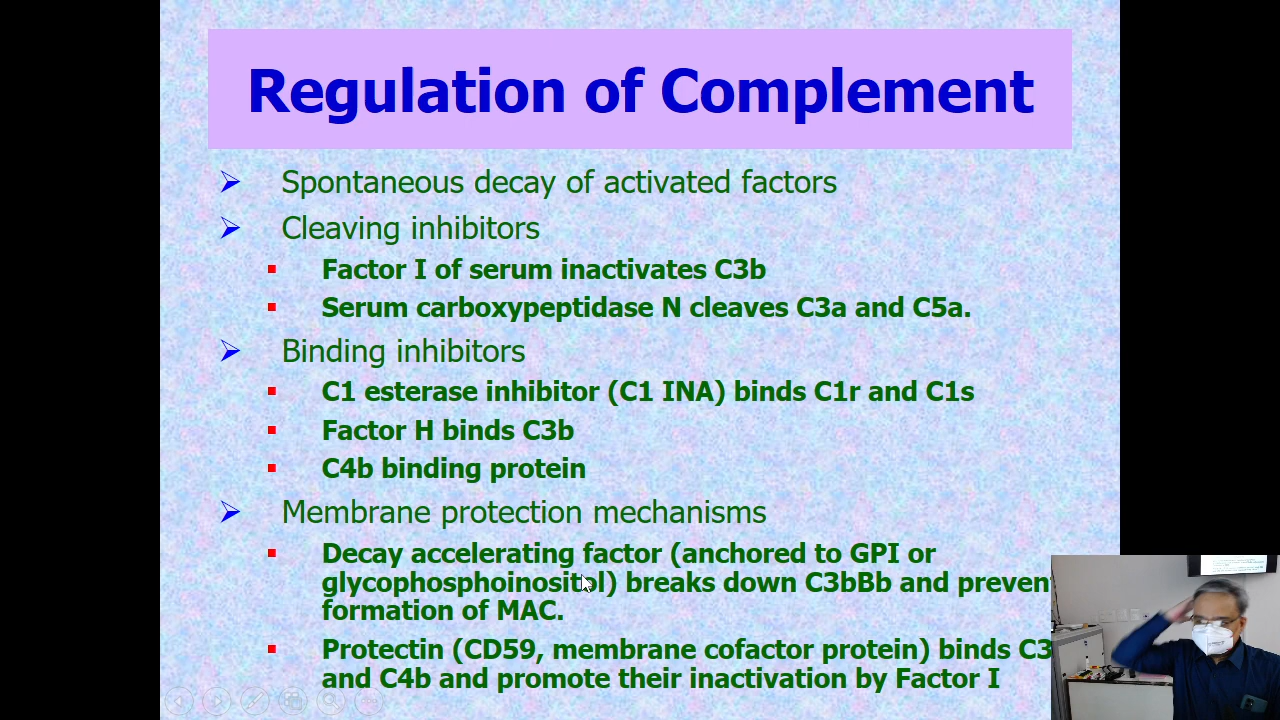 Regulation of Complement
Spontaneous decay of activated factors
Cleaving inhibitors
Factor I of serum inactivates C3b
Serum carboxypeptidase N cleaves C3a and C5a.
Binding inhibitors
C1 esterase inhibitor (C1 INA) binds C1r and C1s
Factor H binds C3b
C4b binding protein
Membrane protection mechanisms
Decay accelerating factor (anchored to GPI or
glycophosphoinositol) breaks down C3bBb and preven
formation of MAC.
Protectin (CD59, membrane cofactor protein) binds C3
and C4b and promote their inactivation by Factor I